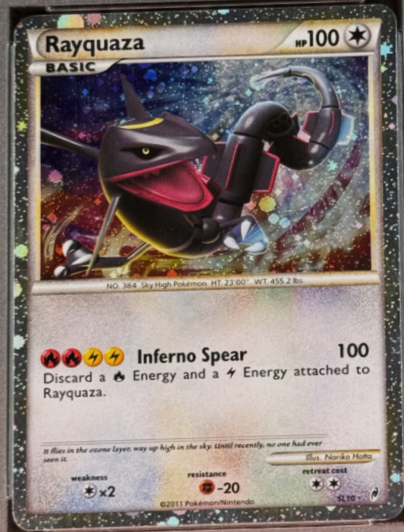 Rayquaza HP100
BASIC
NO. 384 Sky High Pokémon HT. 23'00" WT. 455.2 lbs.
Inferno Spear 100
Discard a Energy and a Energy attached to
Rayquaza.
It flies in the ozone layer, way up high in the sky. Until recently, no one had ever
seen it.
Illus. Noriko Hotta
weakness resistance retreat cost
×2 -20
©2011 Pokémon/Nintendo SL10